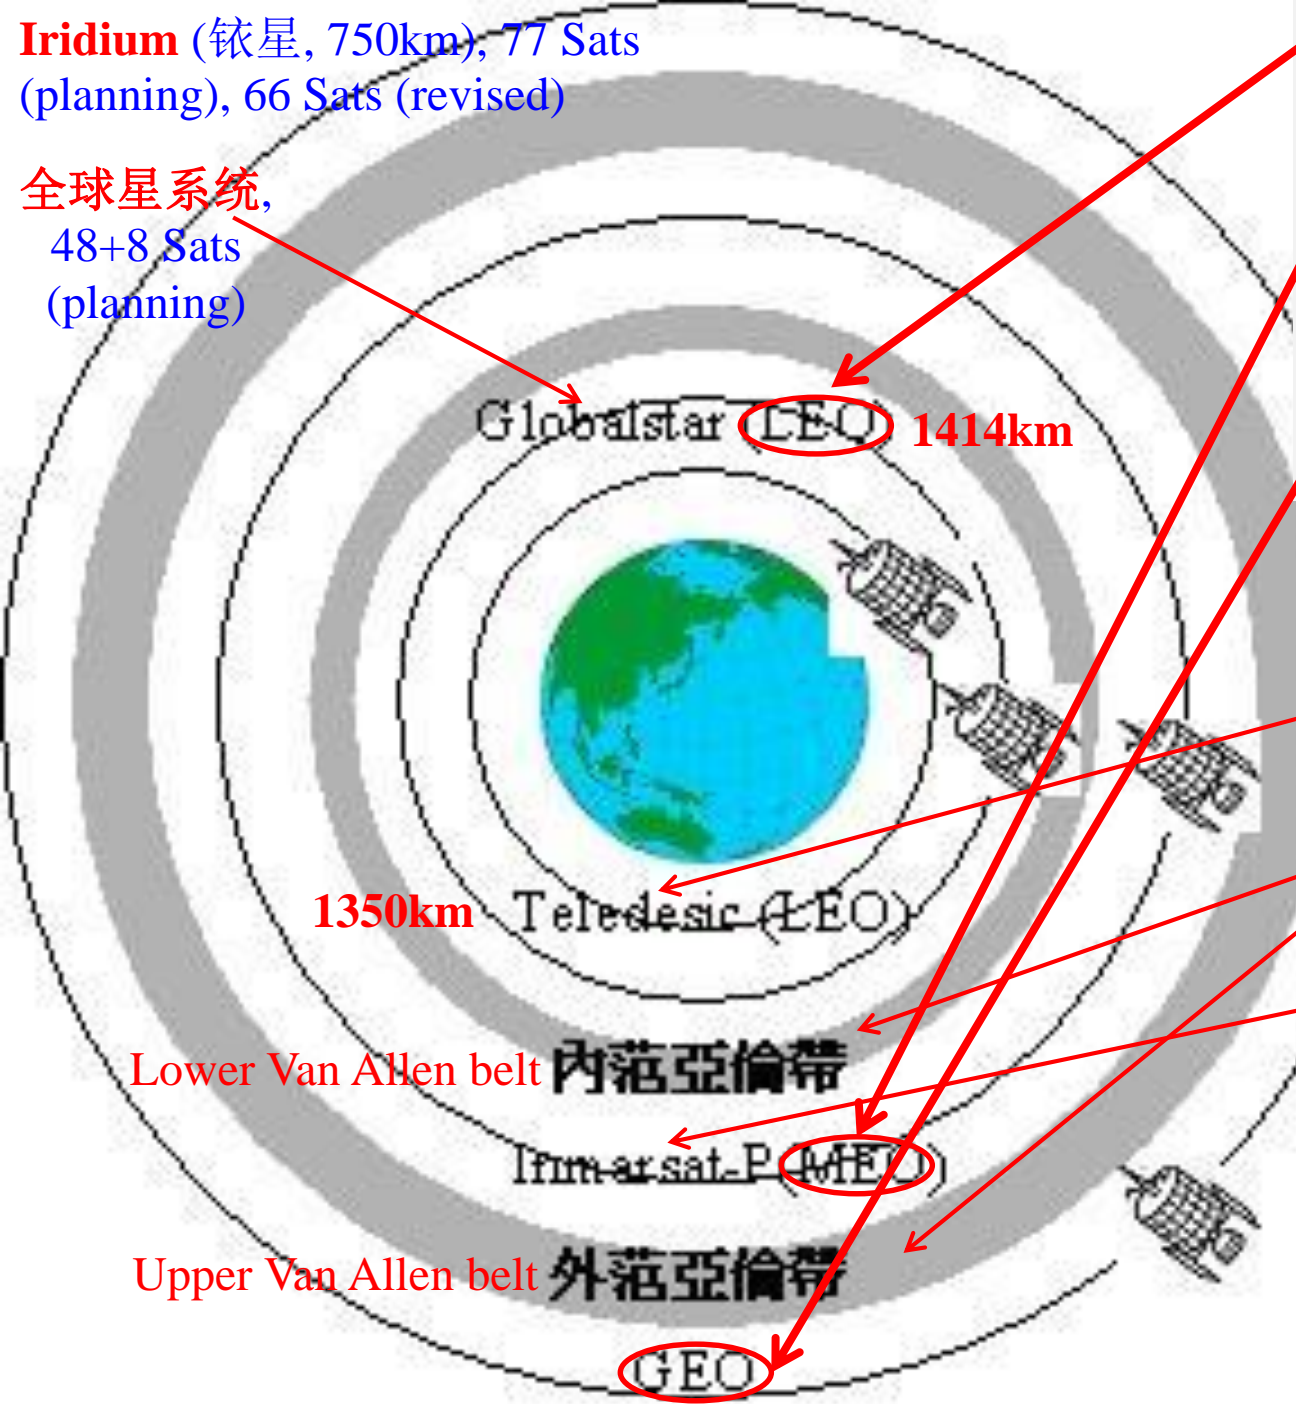 Iridium (铱星, 750km), 77 Sats
(planning), 66 Sats (revised)
全球星系统,
48+8 Sats
(planning)
Globalstar (LEO)
1414km
1350km
Teledesic (LEO)
Lower Van Allen belt 內范亞倫帶
Inmarsat-P (MEO)
Upper Van Allen belt 外范亞倫帶
GEO